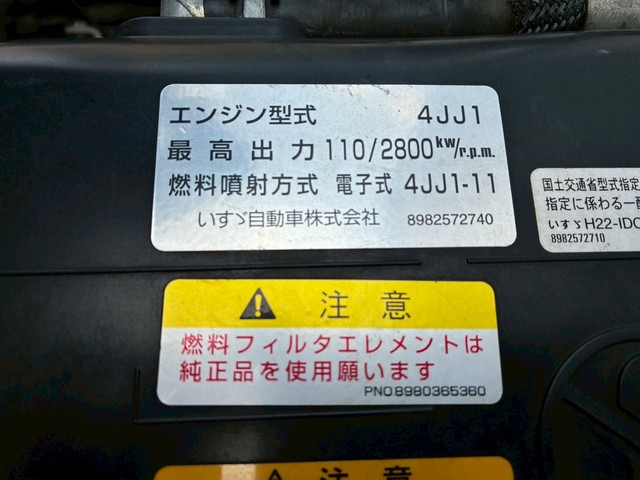 エンジン型式 4JJ1
最高出力 110/2800kw/r.p.m.
燃料噴射方式 電子式 4JJ1-11
いすゞ自動車株式会社 8982572740
国土交通省型式指定
指定に係わる一酸
いすゞH22-IDC
8982572710
⚠ 注意
燃料フィルタエレメントは
純正品を使用願います
PNO8980365360
注意